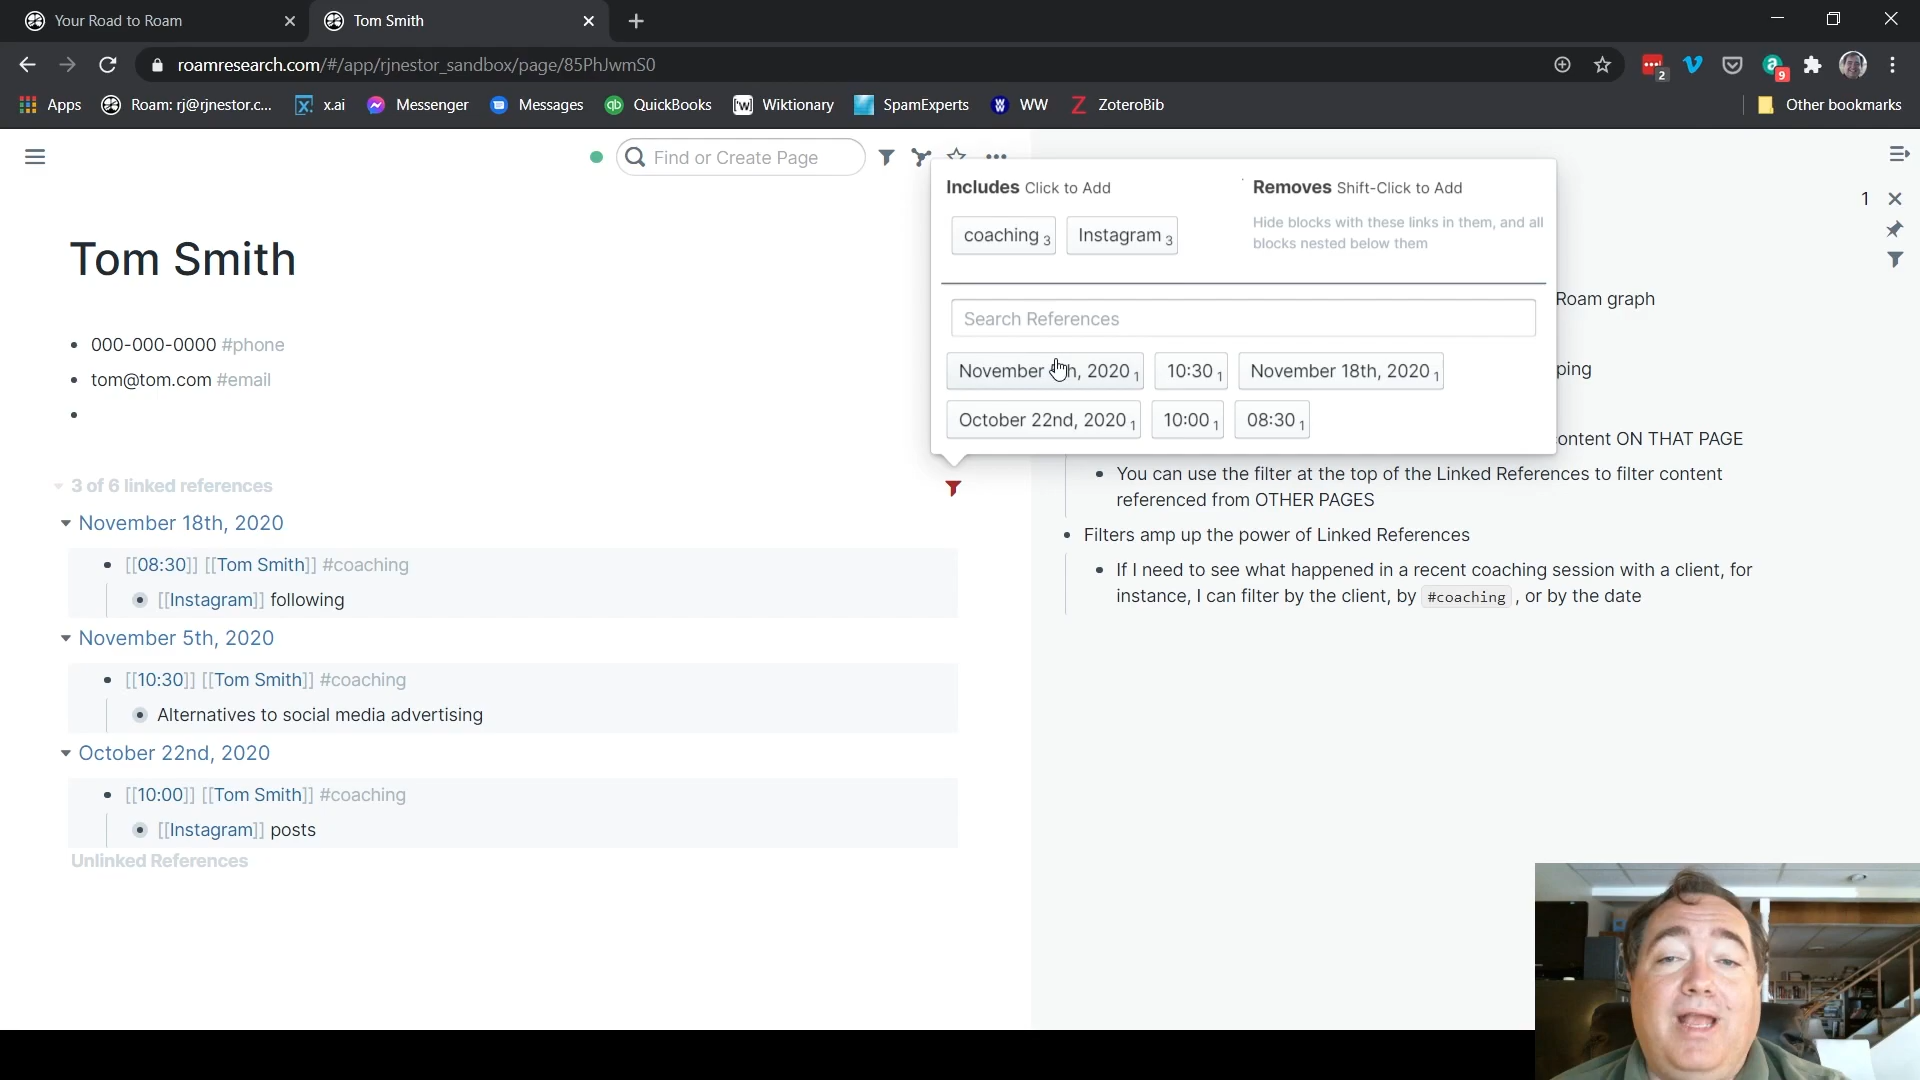 Your Road to Roam
Tom Smith
roamresearch.com/#/app/rjnestor_sandbox/page/85PhJwmS0
2
9
Apps
Roam: rj@rjnestor.c...
x.ai
Messenger
Messages
QuickBooks
Wiktionary
SpamExperts
WW
ZoteroBib
Other bookmarks
Find or Create Page
Includes Click to Add
coaching 3
Instagram 3
Removes Shift-Click to Add
Hide blocks with these links in them, and all
blocks nested below them
Search References
November h, 2020 1
10:30 1
November 18th, 2020 1
October 22nd, 2020 1
10:00 1
08:30 1
Tom Smith
000-000-0000 #phone
tom@tom.com #email
3 of 6 linked references
November 18th, 2020
[[08:30]] [[Tom Smith]] #coaching
[[Instagram]] following
November 5th, 2020
[[10:30]] [[Tom Smith]] #coaching
Alternatives to social media advertising
October 22nd, 2020
[[10:00]] [[Tom Smith]] #coaching
[[Instagram]] posts
Unlinked References
1
Roam graph
ping
ontent ON THAT PAGE
You can use the filter at the top of the Linked References to filter content
referenced from OTHER PAGES
Filters amp up the power of Linked References
If I need to see what happened in a recent coaching session with a client, for
instance, I can filter by the client, by #coaching , or by the date